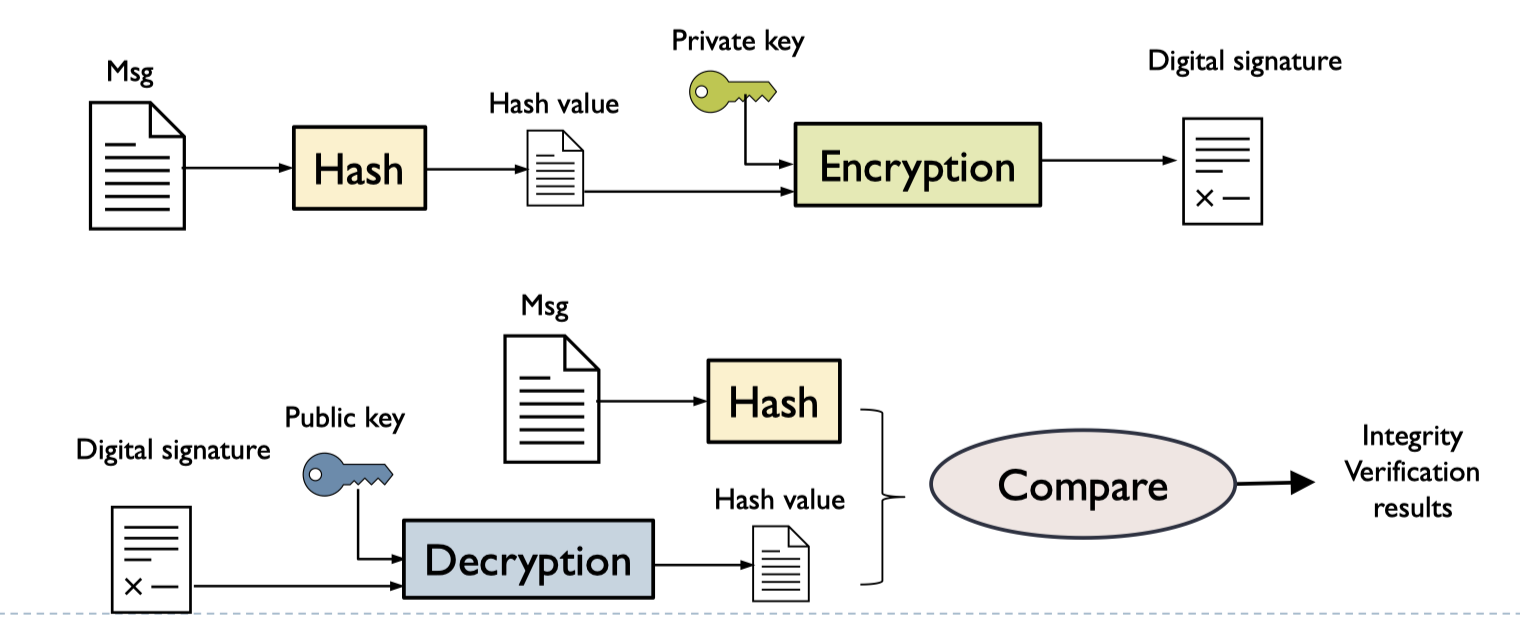 Private key
Msg
Digital signature
Hash value
Hash
Encryption
Msg
Hash
Public key
Digital signature
Hash value
Decryption
Compare
Integrity
Verification
results